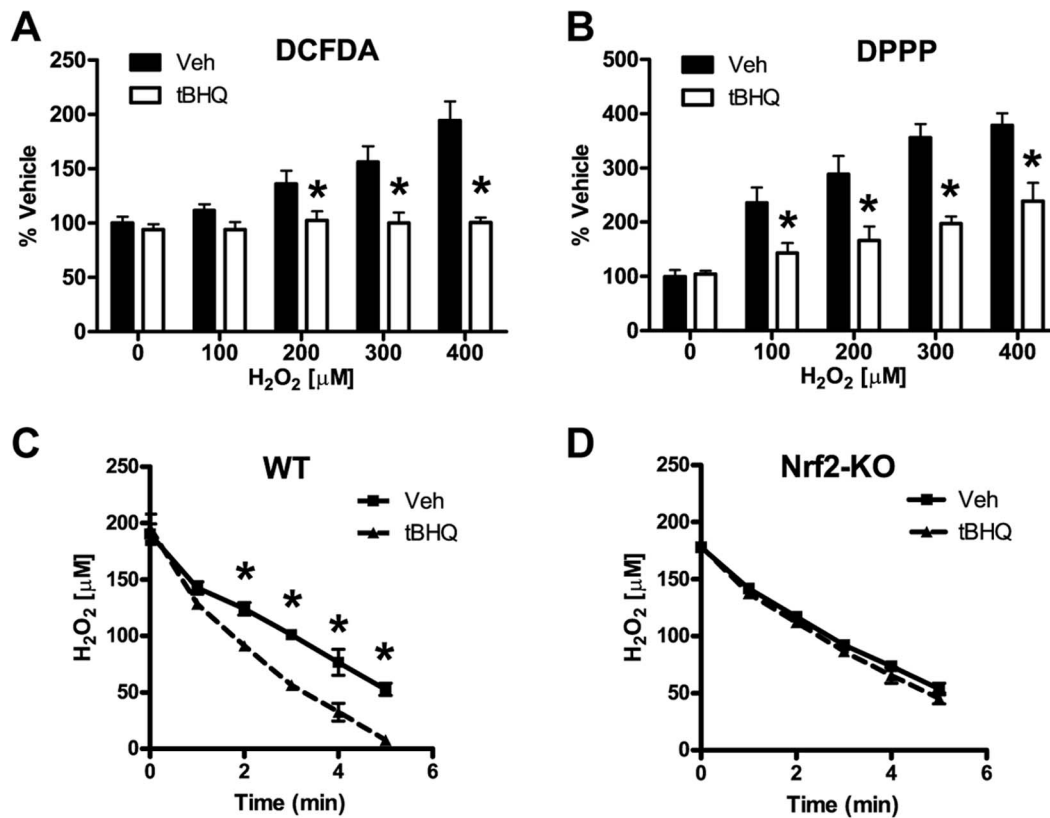 A
DCFDA
Veh
tBHQ
% Vehicle
250
200
150
100
50
0
* * *
0 100 200 300 400
H₂O₂ [μM]
B
DPPP
Veh
tBHQ
% Vehicle
500
400
300
200
100
0
* * * *
0 100 200 300 400
H₂O₂ [μM]
C
WT
Veh
tBHQ
H₂O₂ [μM]
250
200
150
100
50
0
* * * *
0 2 4 6
Time (min)
D
Nrf2-KO
Veh
tBHQ
H₂O₂ [μM]
250
200
150
100
50
0
0 2 4 6
Time (min)